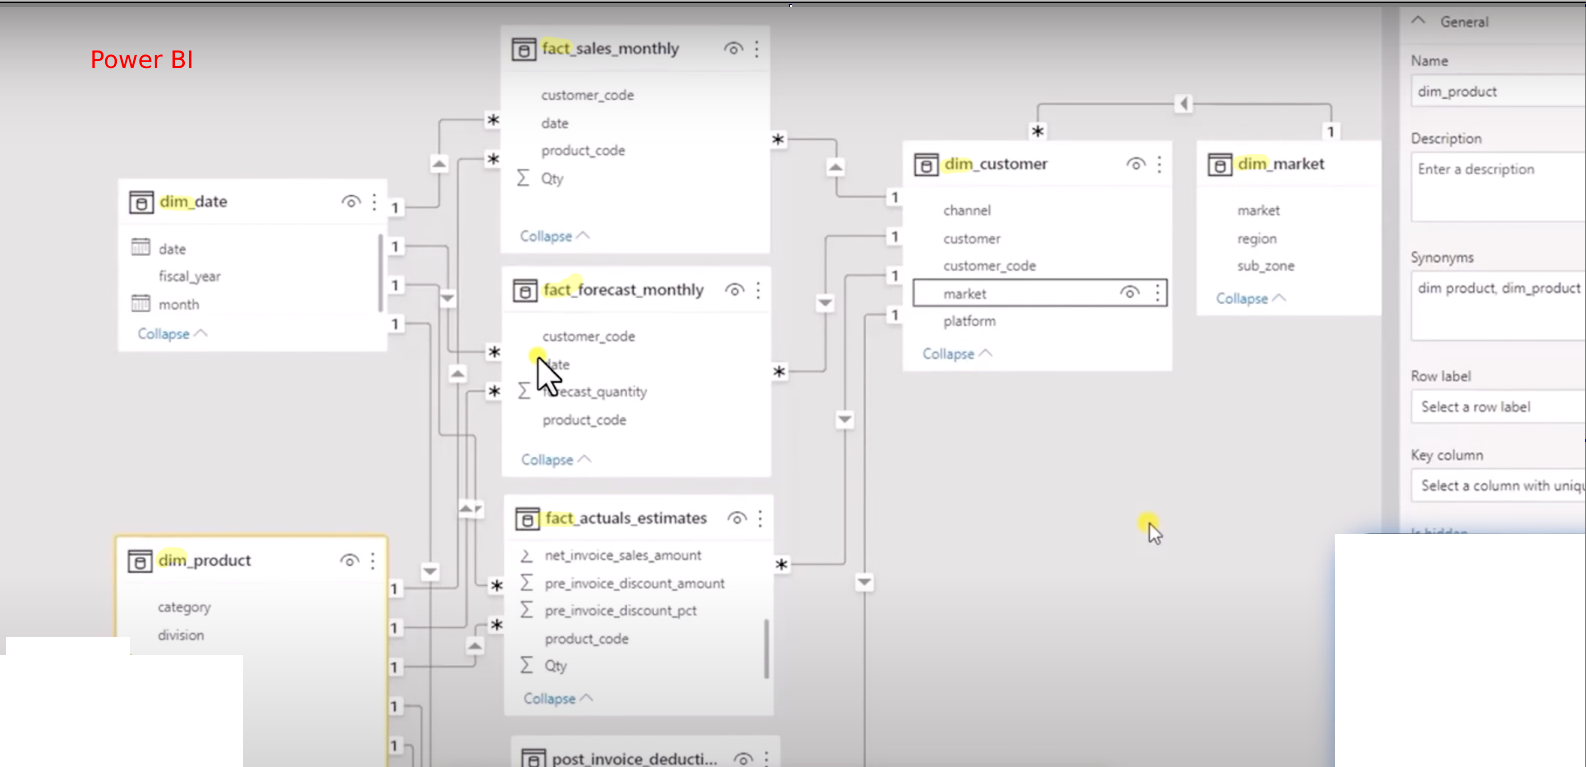 Power BI
fact_sales_monthly
customer_code
date
product_code
Qty
Collapse
dim_date
date
fiscal_year
month
Collapse
fact_forecast_monthly
customer_code
forecast_quantity
product_code
Collapse
fact_actuals_estimates
net_invoice_sales_amount
pre_invoice_discount_amount
pre_invoice_discount_pct
product_code
Qty
Collapse
dim_product
category
division
post_invoice_deducti...
dim_customer
channel
customer
customer_code
market
platform
Collapse
dim_market
market
region
sub_zone
Collapse
General
Name
dim_product
Description
Enter a description
Synonyms
dim product, dim_product
Row label
Select a row label
Key column
Select a column with uniqu